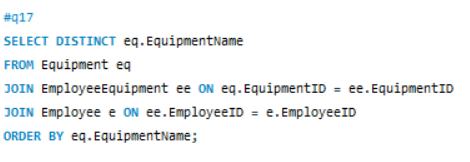 #q17
SELECT DISTINCT eq.EquipmentName
FROM Equipment eq
JOIN EmployeeEquipment ee ON eq.EquipmentID = ee.EquipmentID
JOIN Employee e ON ee.EmployeeID = e.EmployeeID
ORDER BY eq.EquipmentName;